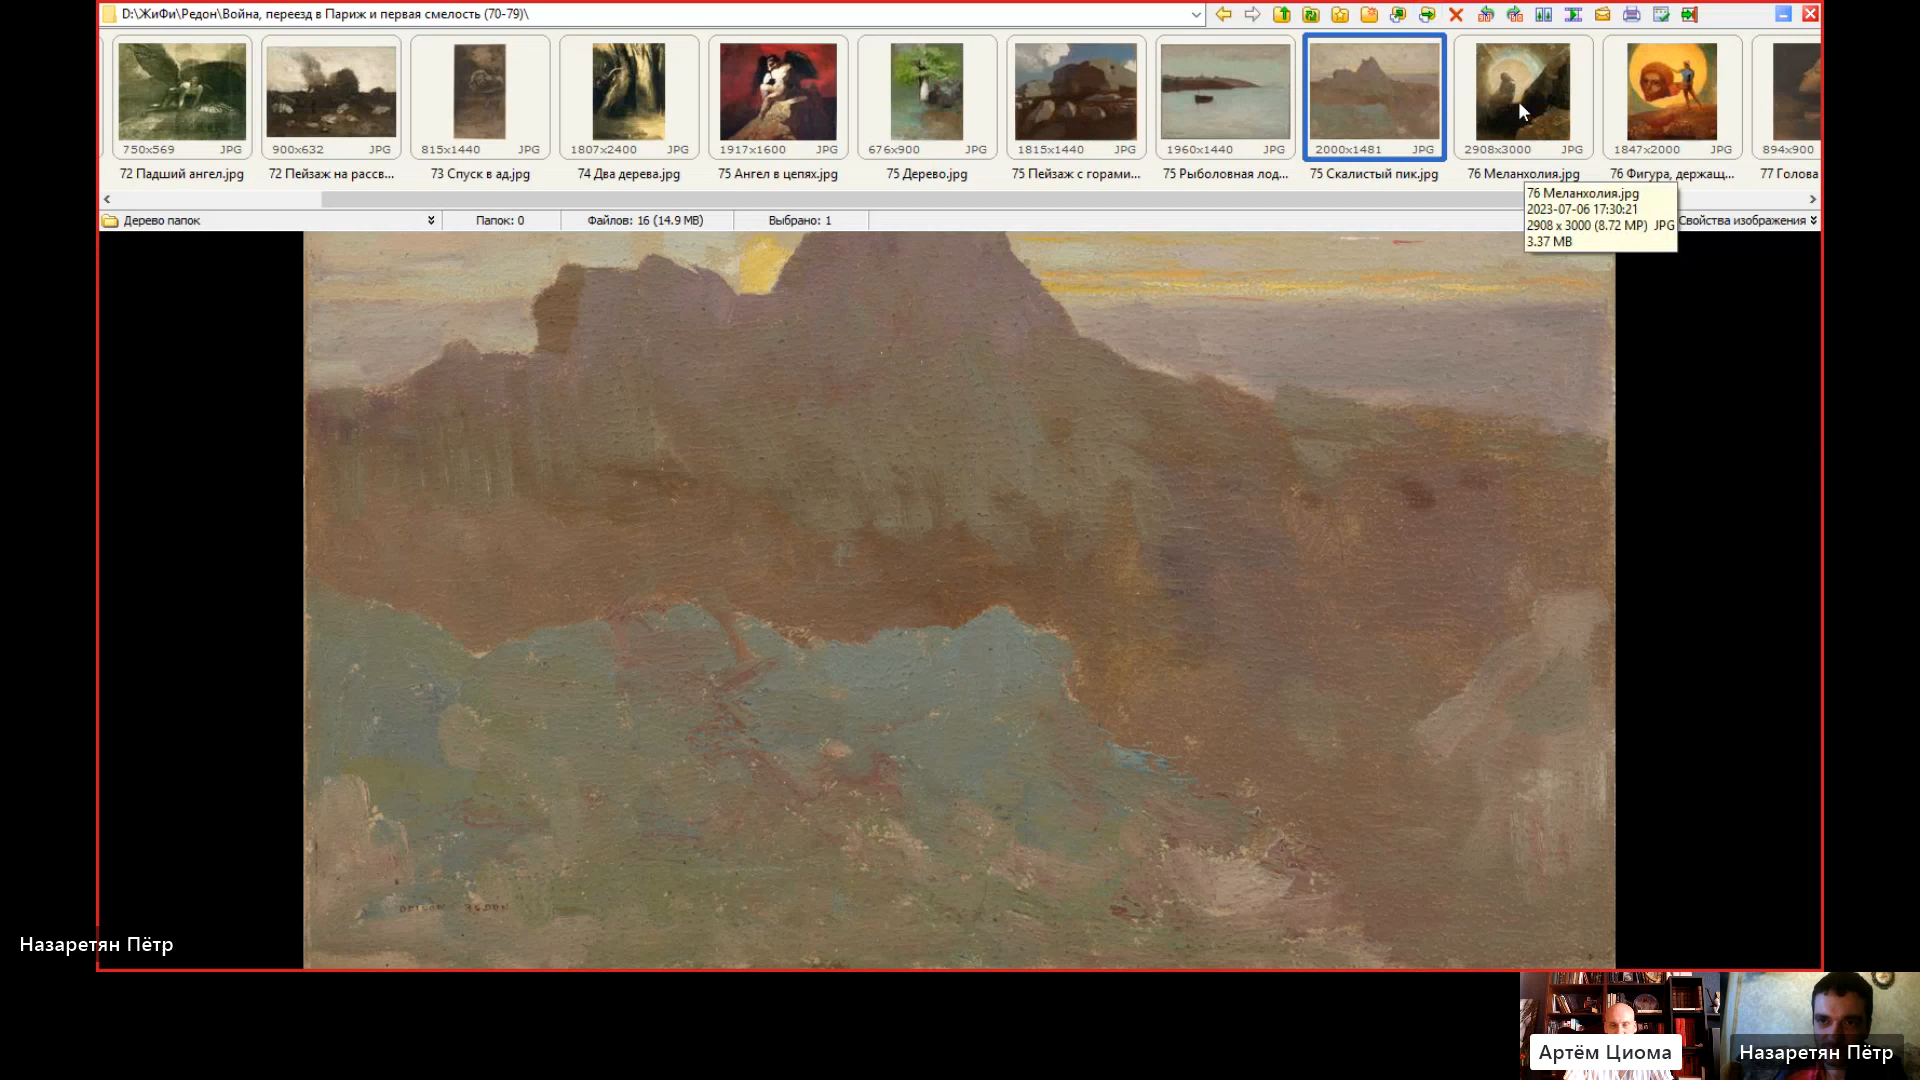 D:\ЖиФи\Редон\Война, переезд в Париж и первая смелость (70-79)\
750x569 JPG
900x632 JPG
815x1440 JPG
1807x2400 JPG
1917x1600 JPG
676x900 JPG
1815x1440 JPG
1960x1440 JPG
2000x1481 JPG
2908x3000 JPG
1847x2000 JPG
894x900
72 Падший ангел.jpg
72 Пейзаж на рассв...
73 Спуск в ад.jpg
74 Два дерева.jpg
75 Ангел в цепях.jpg
75 Дерево.jpg
75 Пейзаж с горами...
75 Рыболовная лод...
75 Скалистый пик.jpg
76 Меланхолия.jpg
76 Фигура, держащ...
77 Голова
76 Меланхолия.jpg
2023-07-06 17:30:21
2908 x 3000 (8.72 MP) JPG
3.37 MB
Дерево папок
Папок: 0
Файлов: 16 (14.9 MB)
Выбрано: 1
Свойства изображения
ODILON REDON
Назаретян Пётр
Артём Циома
Назаретян Пётр